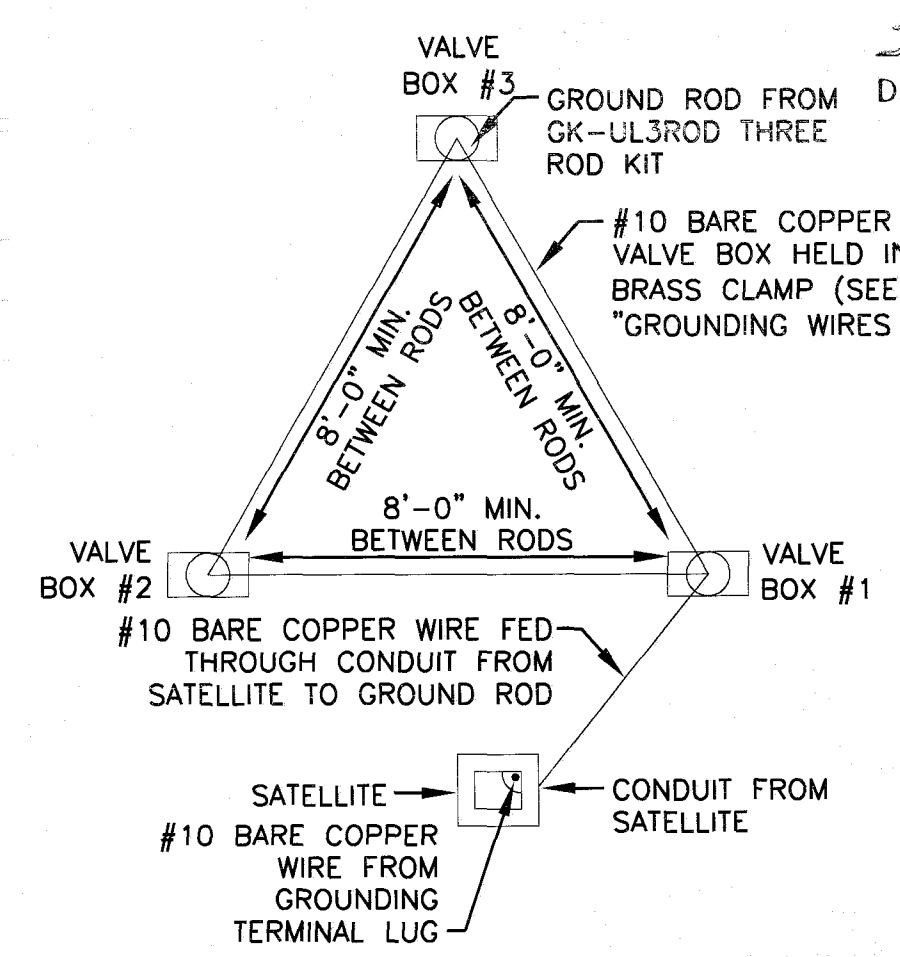 VALVE
BOX #3
GROUND ROD FROM
GK-UL3ROD THREE
ROD KIT
#10 BARE COPPER
VALVE BOX HELD
BRASS CLAMP (SEE
"GROUNDING WIRES
8'-0" MIN.
BETWEEN RODS
8'-0" MIN.
BETWEEN RODS
8'-0" MIN.
BETWEEN RODS
VALVE
BOX #2
VALVE
BOX #1
#10 BARE COPPER WIRE FED
THROUGH CONDUIT FROM
SATELLITE TO GROUND ROD
SATELLITE
CONDUIT FROM
SATELLITE
#10 BARE COPPER
WIRE FROM
GROUNDING
TERMINAL LUG